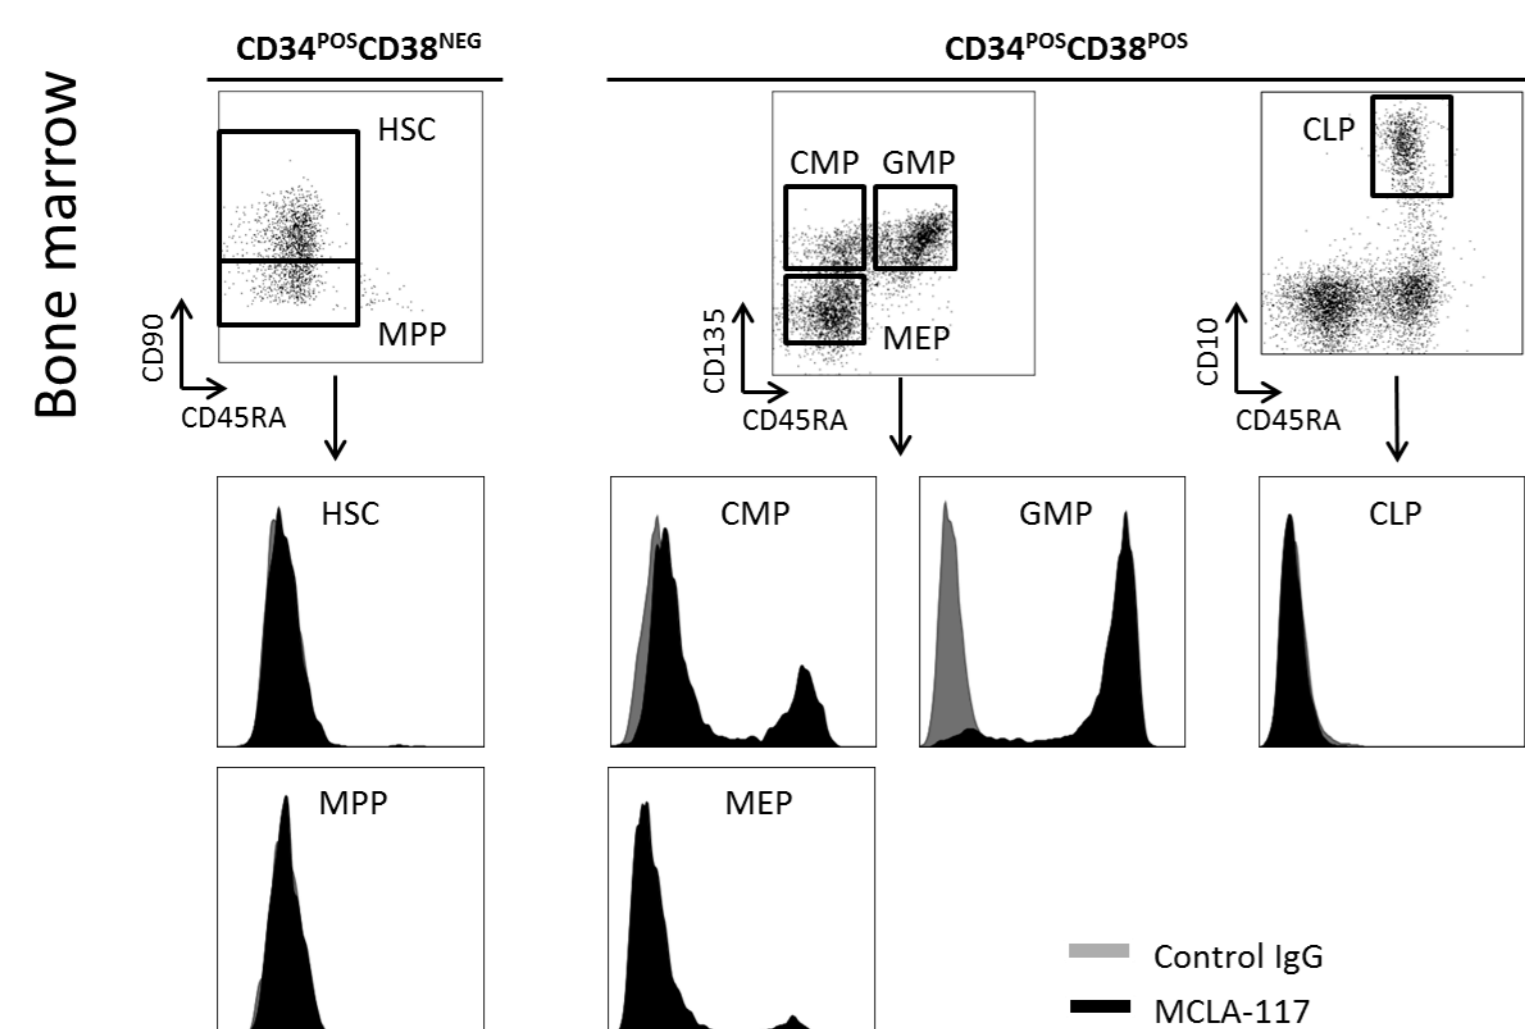 CD34POSCD38NEG
CD34POSCD38POS
Bone marrow
HSC
MPP
CD90
CD45RA
CMP GMP
MEP
CD135
CD45RA
CLP
CD10
CD45RA
HSC
CMP
GMP
CLP
MPP
MEP
Control IgG
MCLA-117